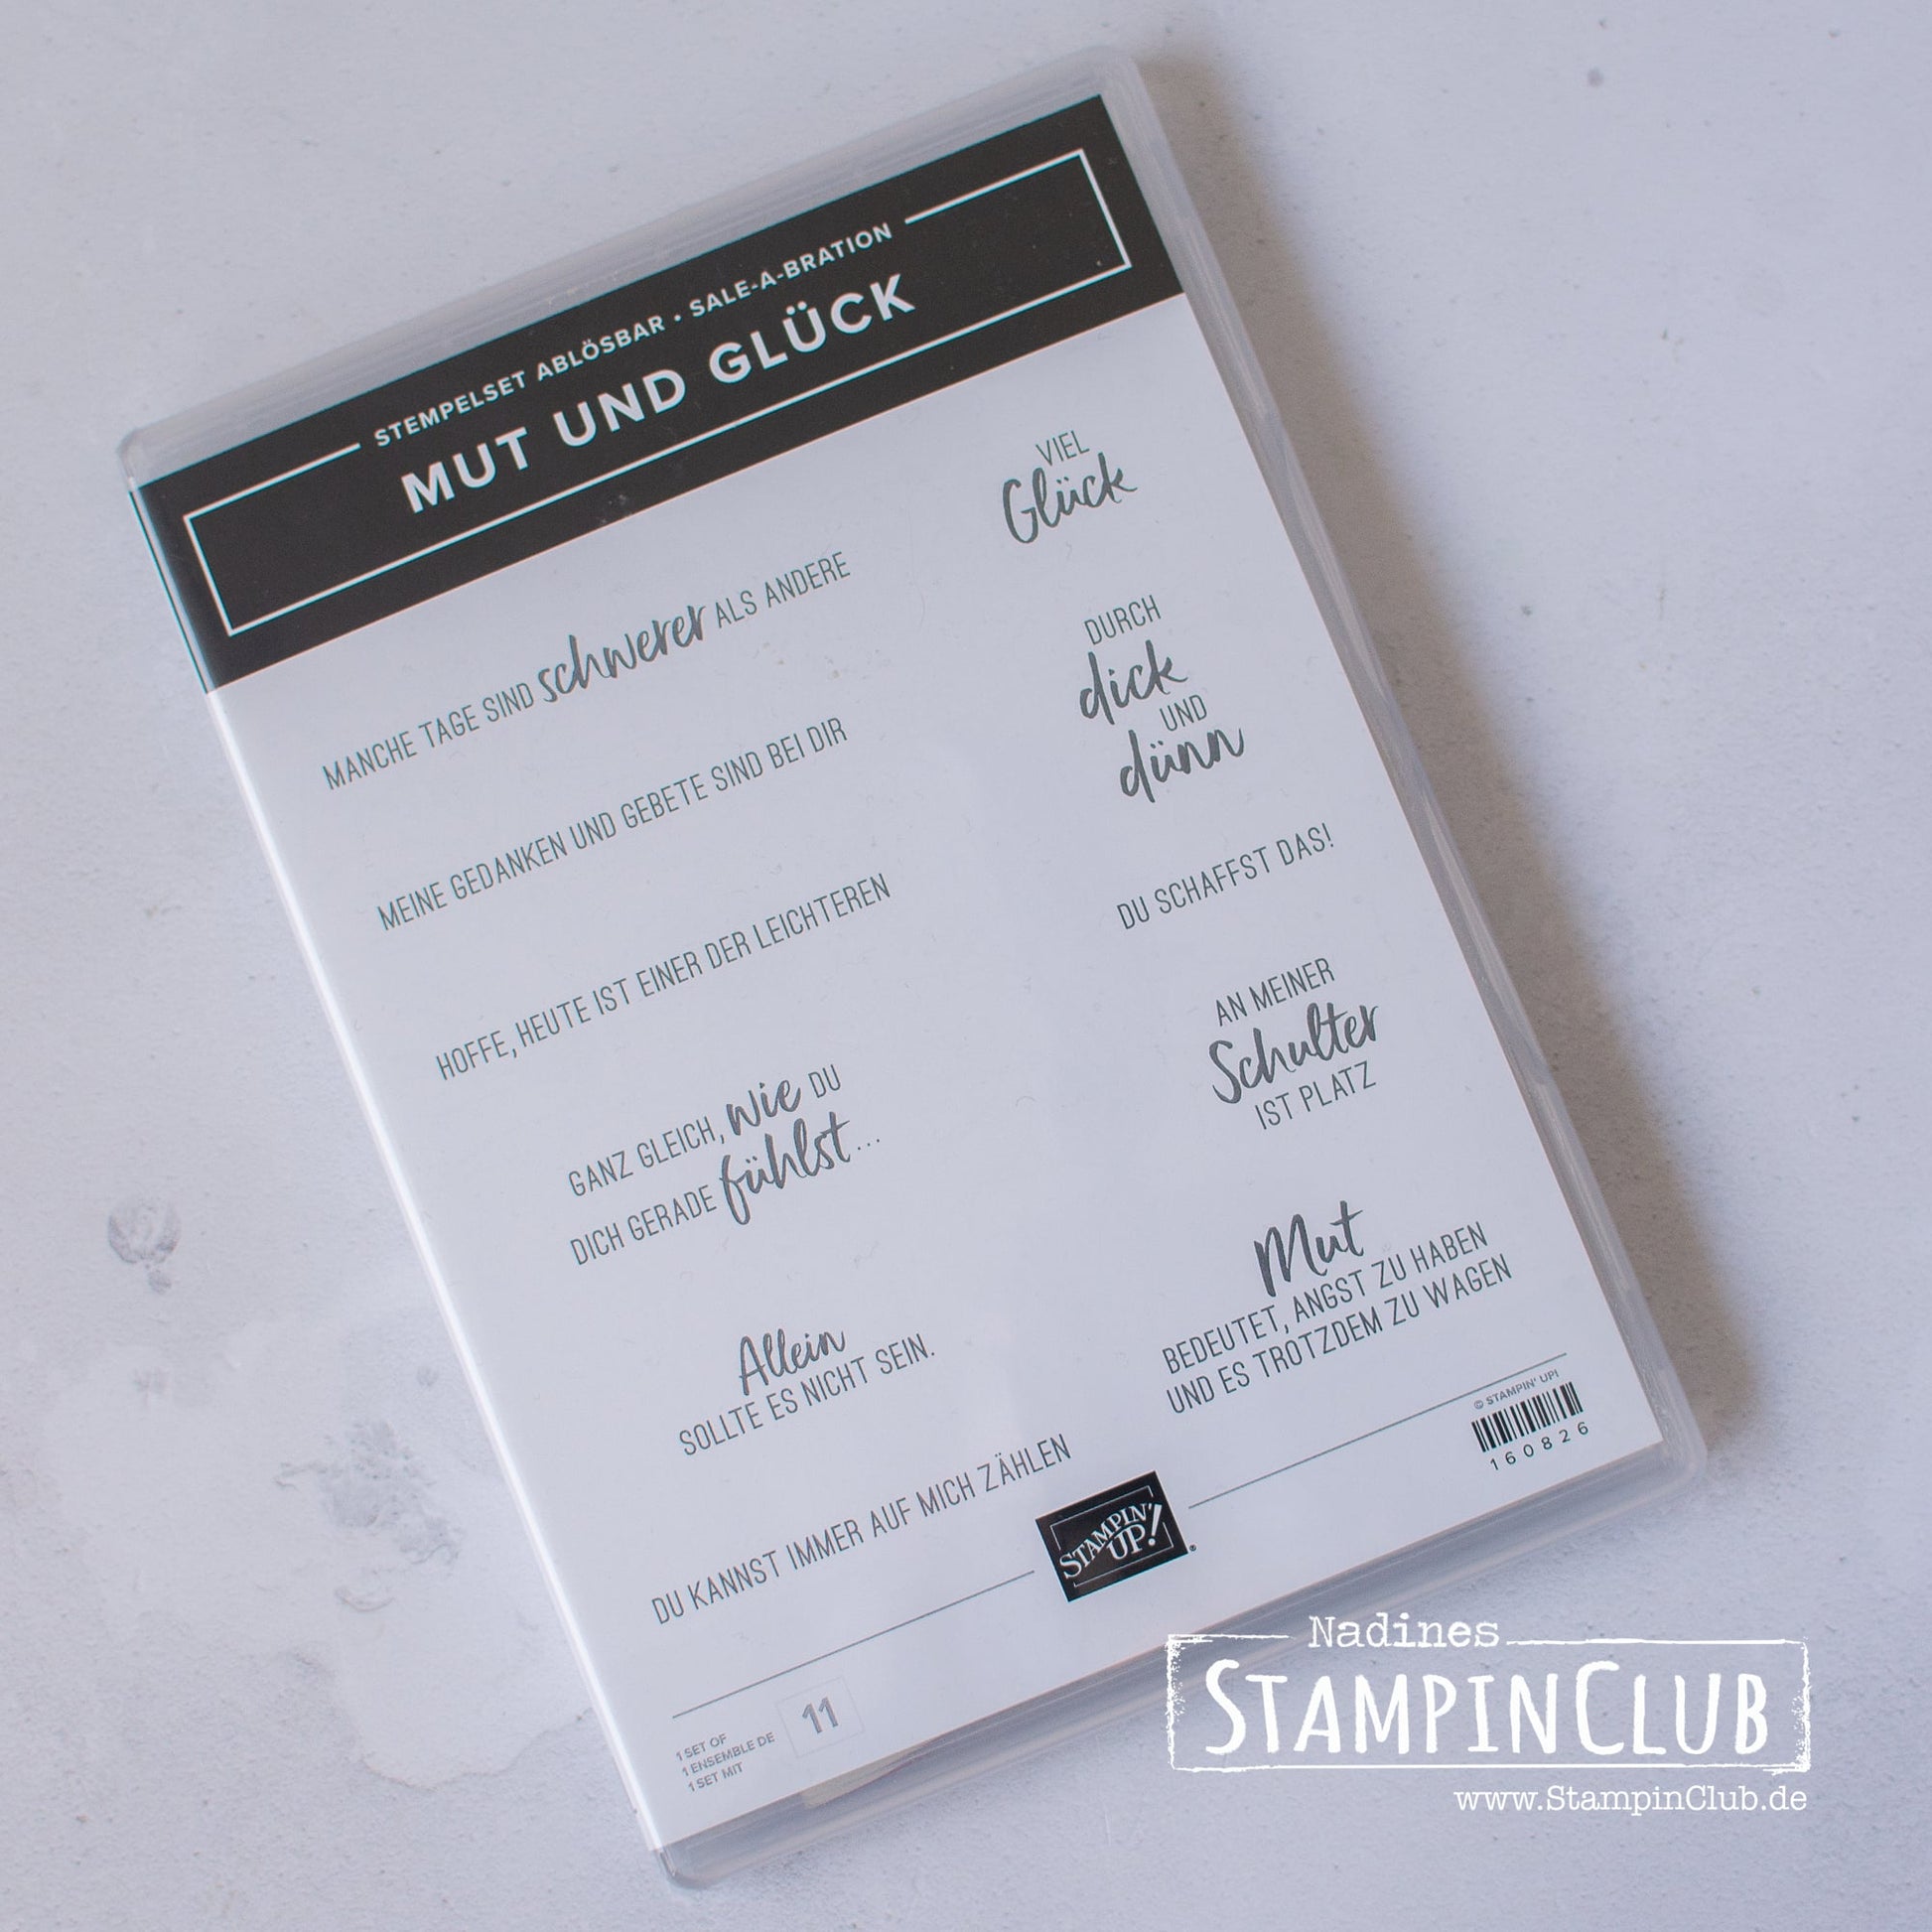 STEMPELSET ABLÖSBAR • SALE-A-BRATION
MUT UND GLÜCK
MANCHE TAGE SIND schwerer ALS ANDERE
MEINE GEDANKEN UND GEBETE SIND BEI DIR
HOFFE, HEUTE IST EINER DER LEICHTEREN
GANZ GLEICH, wie DU
DICH GERADE fühlst...
Allein
SOLLTE ES NICHT SEIN.
DU KANNST IMMER AUF MICH ZÄHLEN
VIEL
Glück
DURCH
dick
UND
dünn
DU SCHAFFST DAS!
AN MEINER
Schulter
IST PLATZ
Mut
BEDEUTET, ANGST ZU HABEN
UND ES TROTZDEM ZU WAGEN
© STAMPIN' UP!
160826
STAMPIN'
UP!®
1 SET OF
1 ENSEMBLE DE
1 SET MIT
11
Nadines
STAMPINCLUB
www.StampinClub.de